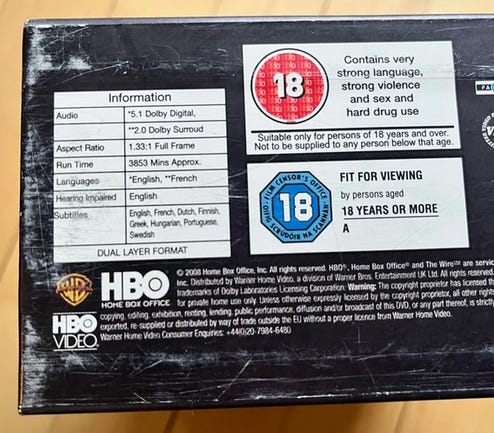 Information
Audio *5.1 Dolby Digital,
**2.0 Dolby Surroud
Aspect Ratio 1.33:1 Full Frame
Run Time 3853 Mins Approx.
Languages *English, **French
Hearing Impaired English
Subtitles English, French, Dutch, Finnish,
Greek, Hungarian, Portuguese,
Swedish
DUAL LAYER FORMAT
18
Contains very
strong language,
strong violence
and sex and
hard drug use
Suitable only for persons of 18 years and over.
Not to be supplied to any person below that age.
FILM CENSOR'S OFFICE
18
OIFIG SCRÚDÓIR NA SCANNÁN
FIT FOR VIEWING
by persons aged
18 YEARS OR MORE
A
FA
WB
HBO
HOME BOX OFFICE
HBO
VIDEO
© 2008 Home Box Office, Inc. All rights reserved. HBO®, Home Box Office® and The Wire℠ are servic
Inc. Distributed by Warner Home Video, a division of Warner Bros. Entertainment UK Ltd. All rights reserved.
trademarks of Dolby Laboratories Licensing Corporation. Warning: The copyright proprietor has licensed th
for private home use only. Unless otherwise expressly licensed by the copyright proprietor, all other rights
copying, editing, exhibition, renting, lending, public performance, diffusion and/or broadcast of this DVD, or any part thereof, is strictly
exported, re-supplied or distributed by way of trade outside the EU without a proper licence from Warner Home Video.
Warner Home Video Consumer Enquiries: +44(0)20-7984-6480